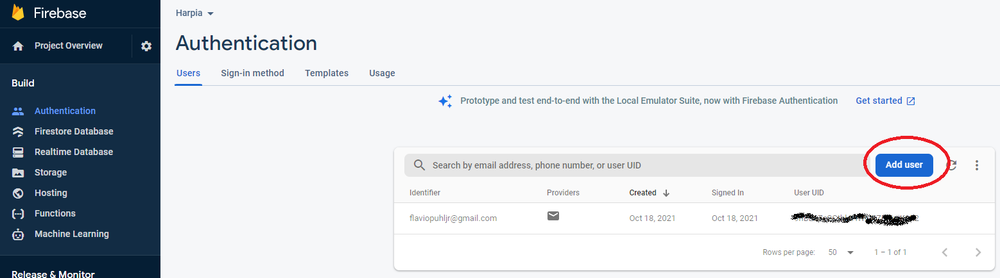 Firebase
Project Overview
Build
Authentication
Firestore Database
Realtime Database
Storage
Hosting
Functions
Machine Learning
Release & Monitor
Harpia
Authentication
Users Sign-in method Templates Usage
Prototype and test end-to-end with the Local Emulator Suite, now with Firebase Authentication Get started
Search by email address, phone number, or user UID Add user
Identifier Providers Created Signed In User UID
flaviopuhljr@gmail.com Oct 18, 2021 Oct 18, 2021
Rows per page: 50 1 – 1 of 1